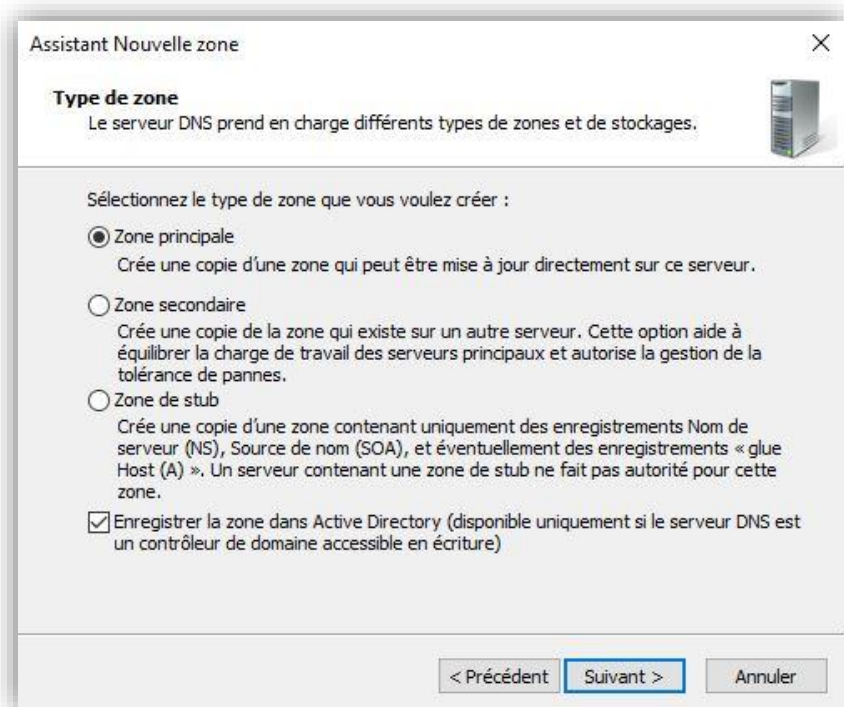 Assistant Nouvelle zone
Type de zone
Le serveur DNS prend en charge différents types de zones et de stockages.
Sélectionnez le type de zone que vous voulez créer :
Zone principale
Crée une copie d'une zone qui peut être mise à jour directement sur ce serveur.
Zone secondaire
Crée une copie de la zone qui existe sur un autre serveur. Cette option aide à
équilibrer la charge de travail des serveurs principaux et autorise la gestion de la
tolérance de pannes.
Zone de stub
Crée une copie d'une zone contenant uniquement des enregistrements Nom de
serveur (NS), Source de nom (SOA), et éventuellement des enregistrements « glue
Host (A) ». Un serveur contenant une zone de stub ne fait pas autorité pour cette
zone.
Enregistrer la zone dans Active Directory (disponible uniquement si le serveur DNS est
un contrôleur de domaine accessible en écriture)
< Précédent Suivant > Annuler